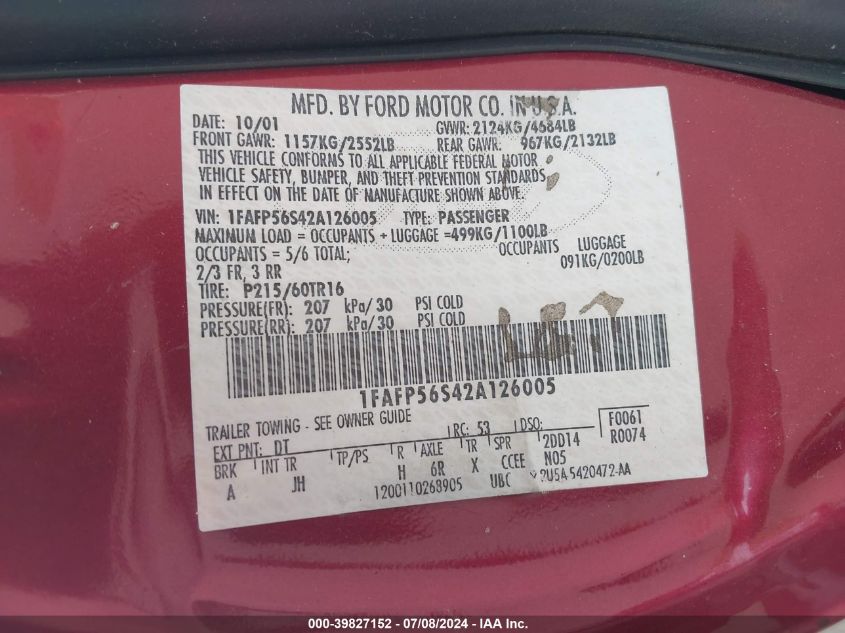 MFD. BY FORD MOTOR CO. IN U.S.A.
DATE: 10/01 GVWR: 2124KG/4684LB
FRONT GAWR: 1157KG/2552LB REAR GAWR: 967KG/2132LB
THIS VEHICLE CONFORMS TO ALL APPLICABLE FEDERAL MOTOR
VEHICLE SAFETY, BUMPER, AND THEFT PREVENTION STANDARDS
IN EFFECT ON THE DATE OF MANUFACTURE SHOWN ABOVE.
VIN: 1FAFP56S42A126005 TYPE: PASSENGER
MAXIMUM LOAD = OCCUPANTS + LUGGAGE =499KG/1100LB
OCCUPANTS = 5/6 TOTAL; OCCUPANTS LUGGAGE
2/3 FR, 3 RR 091KG/0200LB
TIRE: P215/60TR16
PRESSURE(FR): 207 kPa/30 PSI COLD
PRESSURE(RR): 207 kPa/30 PSI COLD
1FAFP56S42A126005
TRAILER TOWING - SEE OWNER GUIDE
EXT PNT: DT RC: 53 DSO: F0061
BRK INT TR TP/PS R AXLE TR SPR 2DD14 R0074
A JH H 6R X CCEE N05
1200110268905 UBC 2U5A-5420472-AA
000-39827152 - 07/08/2024 - IAA Inc.